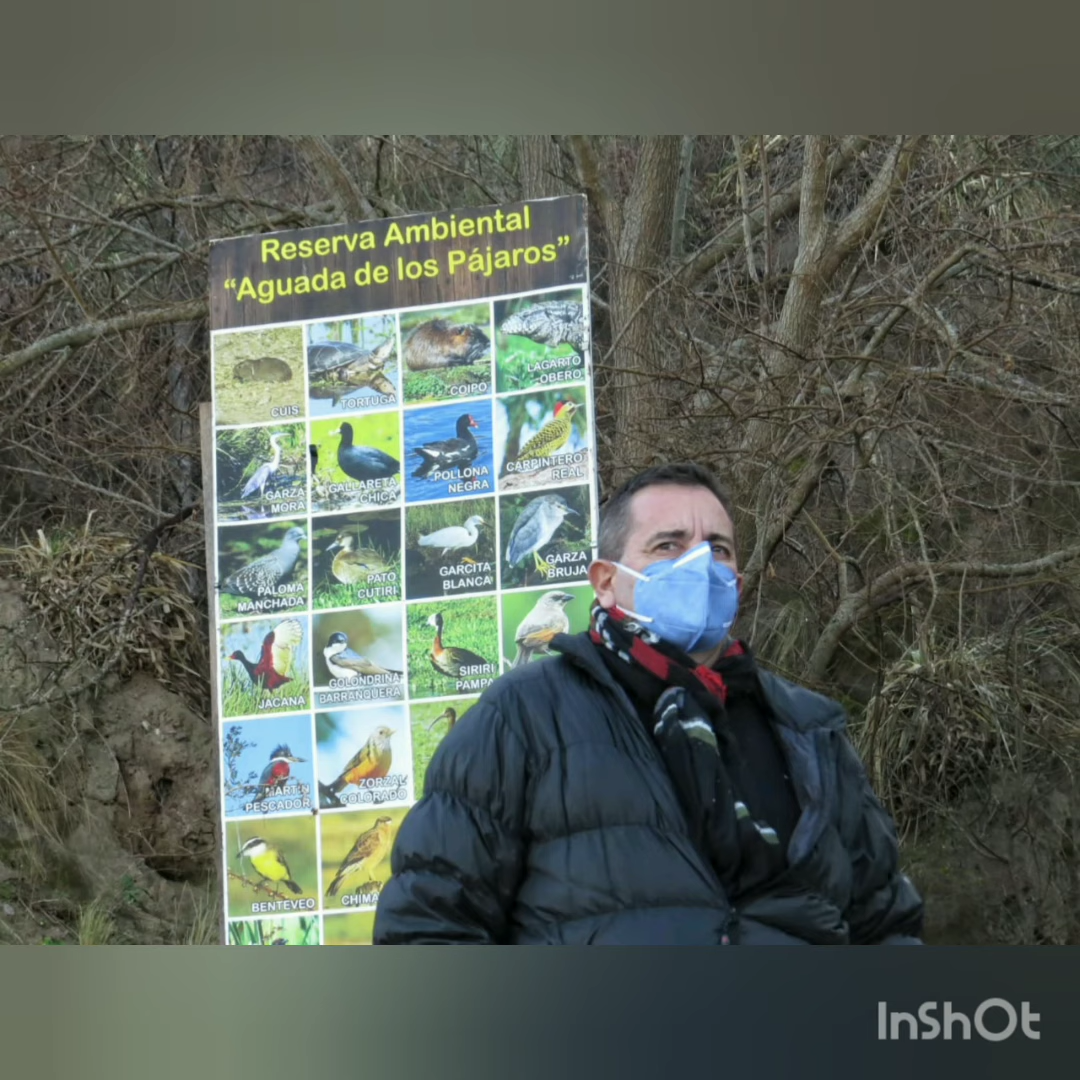 Reserva Ambiental
“Aguada de los Pájaros”
CUIS
TORTUGA
COIPO
LAGARTO
OBERO
GARZA
MORA
GALLARETA
CHICA
POLLONA
NEGRA
CARPINTERO
REAL
PALOMA
MANCHADA
PATO
CUTIRI
GARCITA
BLANCA
GARZA
BRUJA
JACANA
GOLONDRINA
BARRANQUERA
SIRIRI
PAMPA
MARTIN
PESCADOR
ZORZAL
COLORADO
BENTEVEO
CHIMA
InShOt